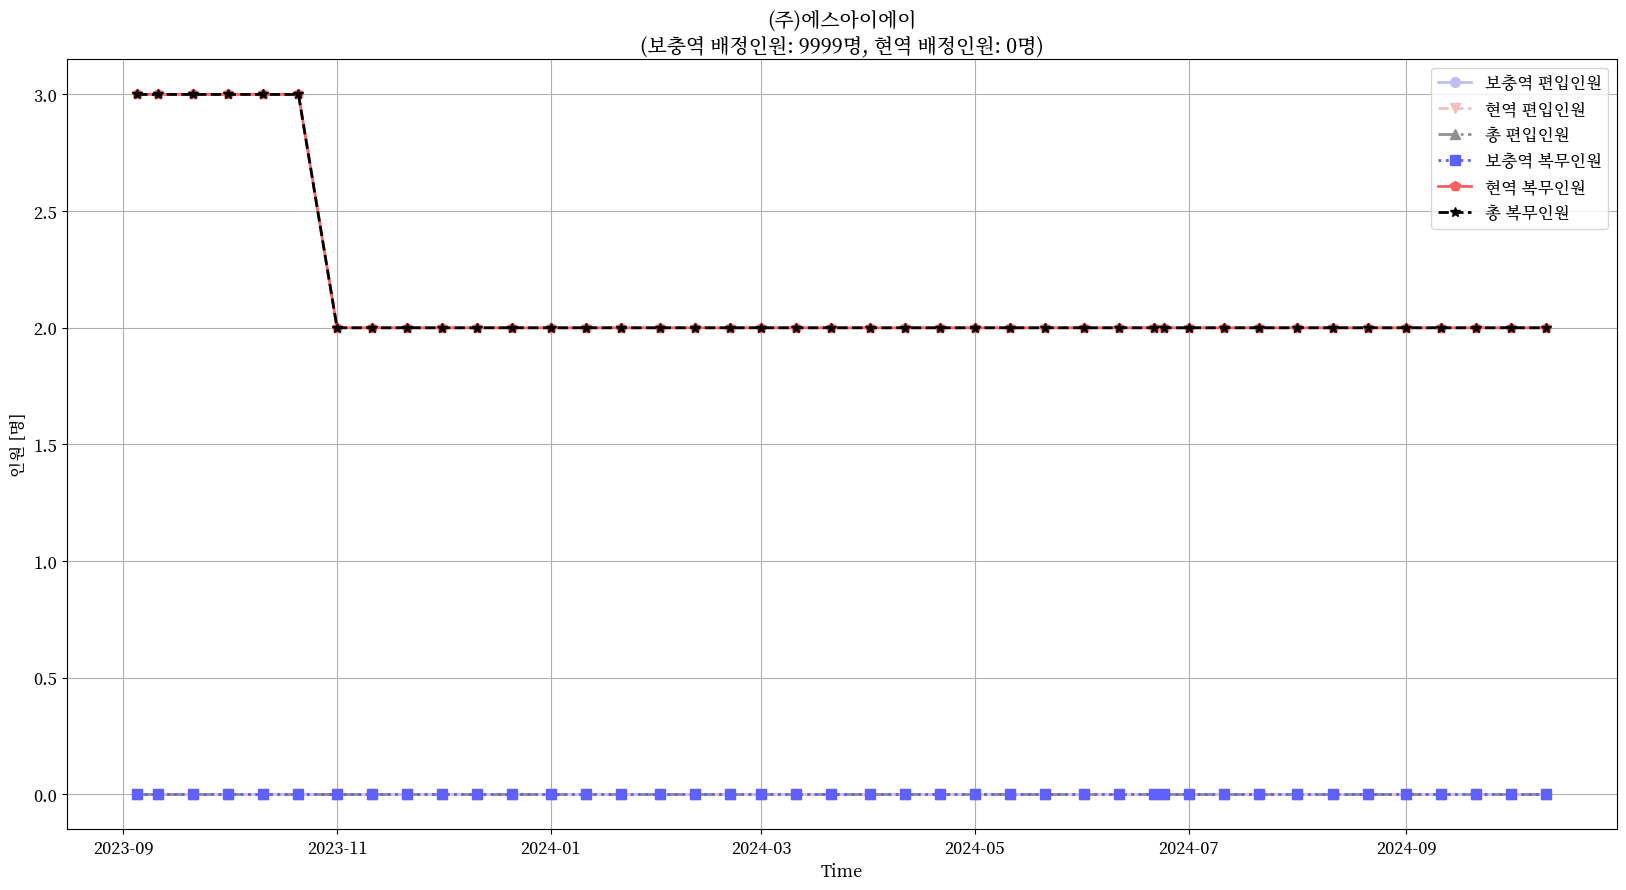 (주)에스아이에이
(보충역 배정인원: 9999명, 현역 배정인원: 0명)
보충역 편입인원
현역 편입인원
총 편입인원
보충역 복무인원
현역 복무인원
총 복무인원
인원 [명]
3.0
2.5
2.0
1.5
1.0
0.5
0.0
2023-09 2023-11 2024-01 2024-03 2024-05 2024-07 2024-09
Time